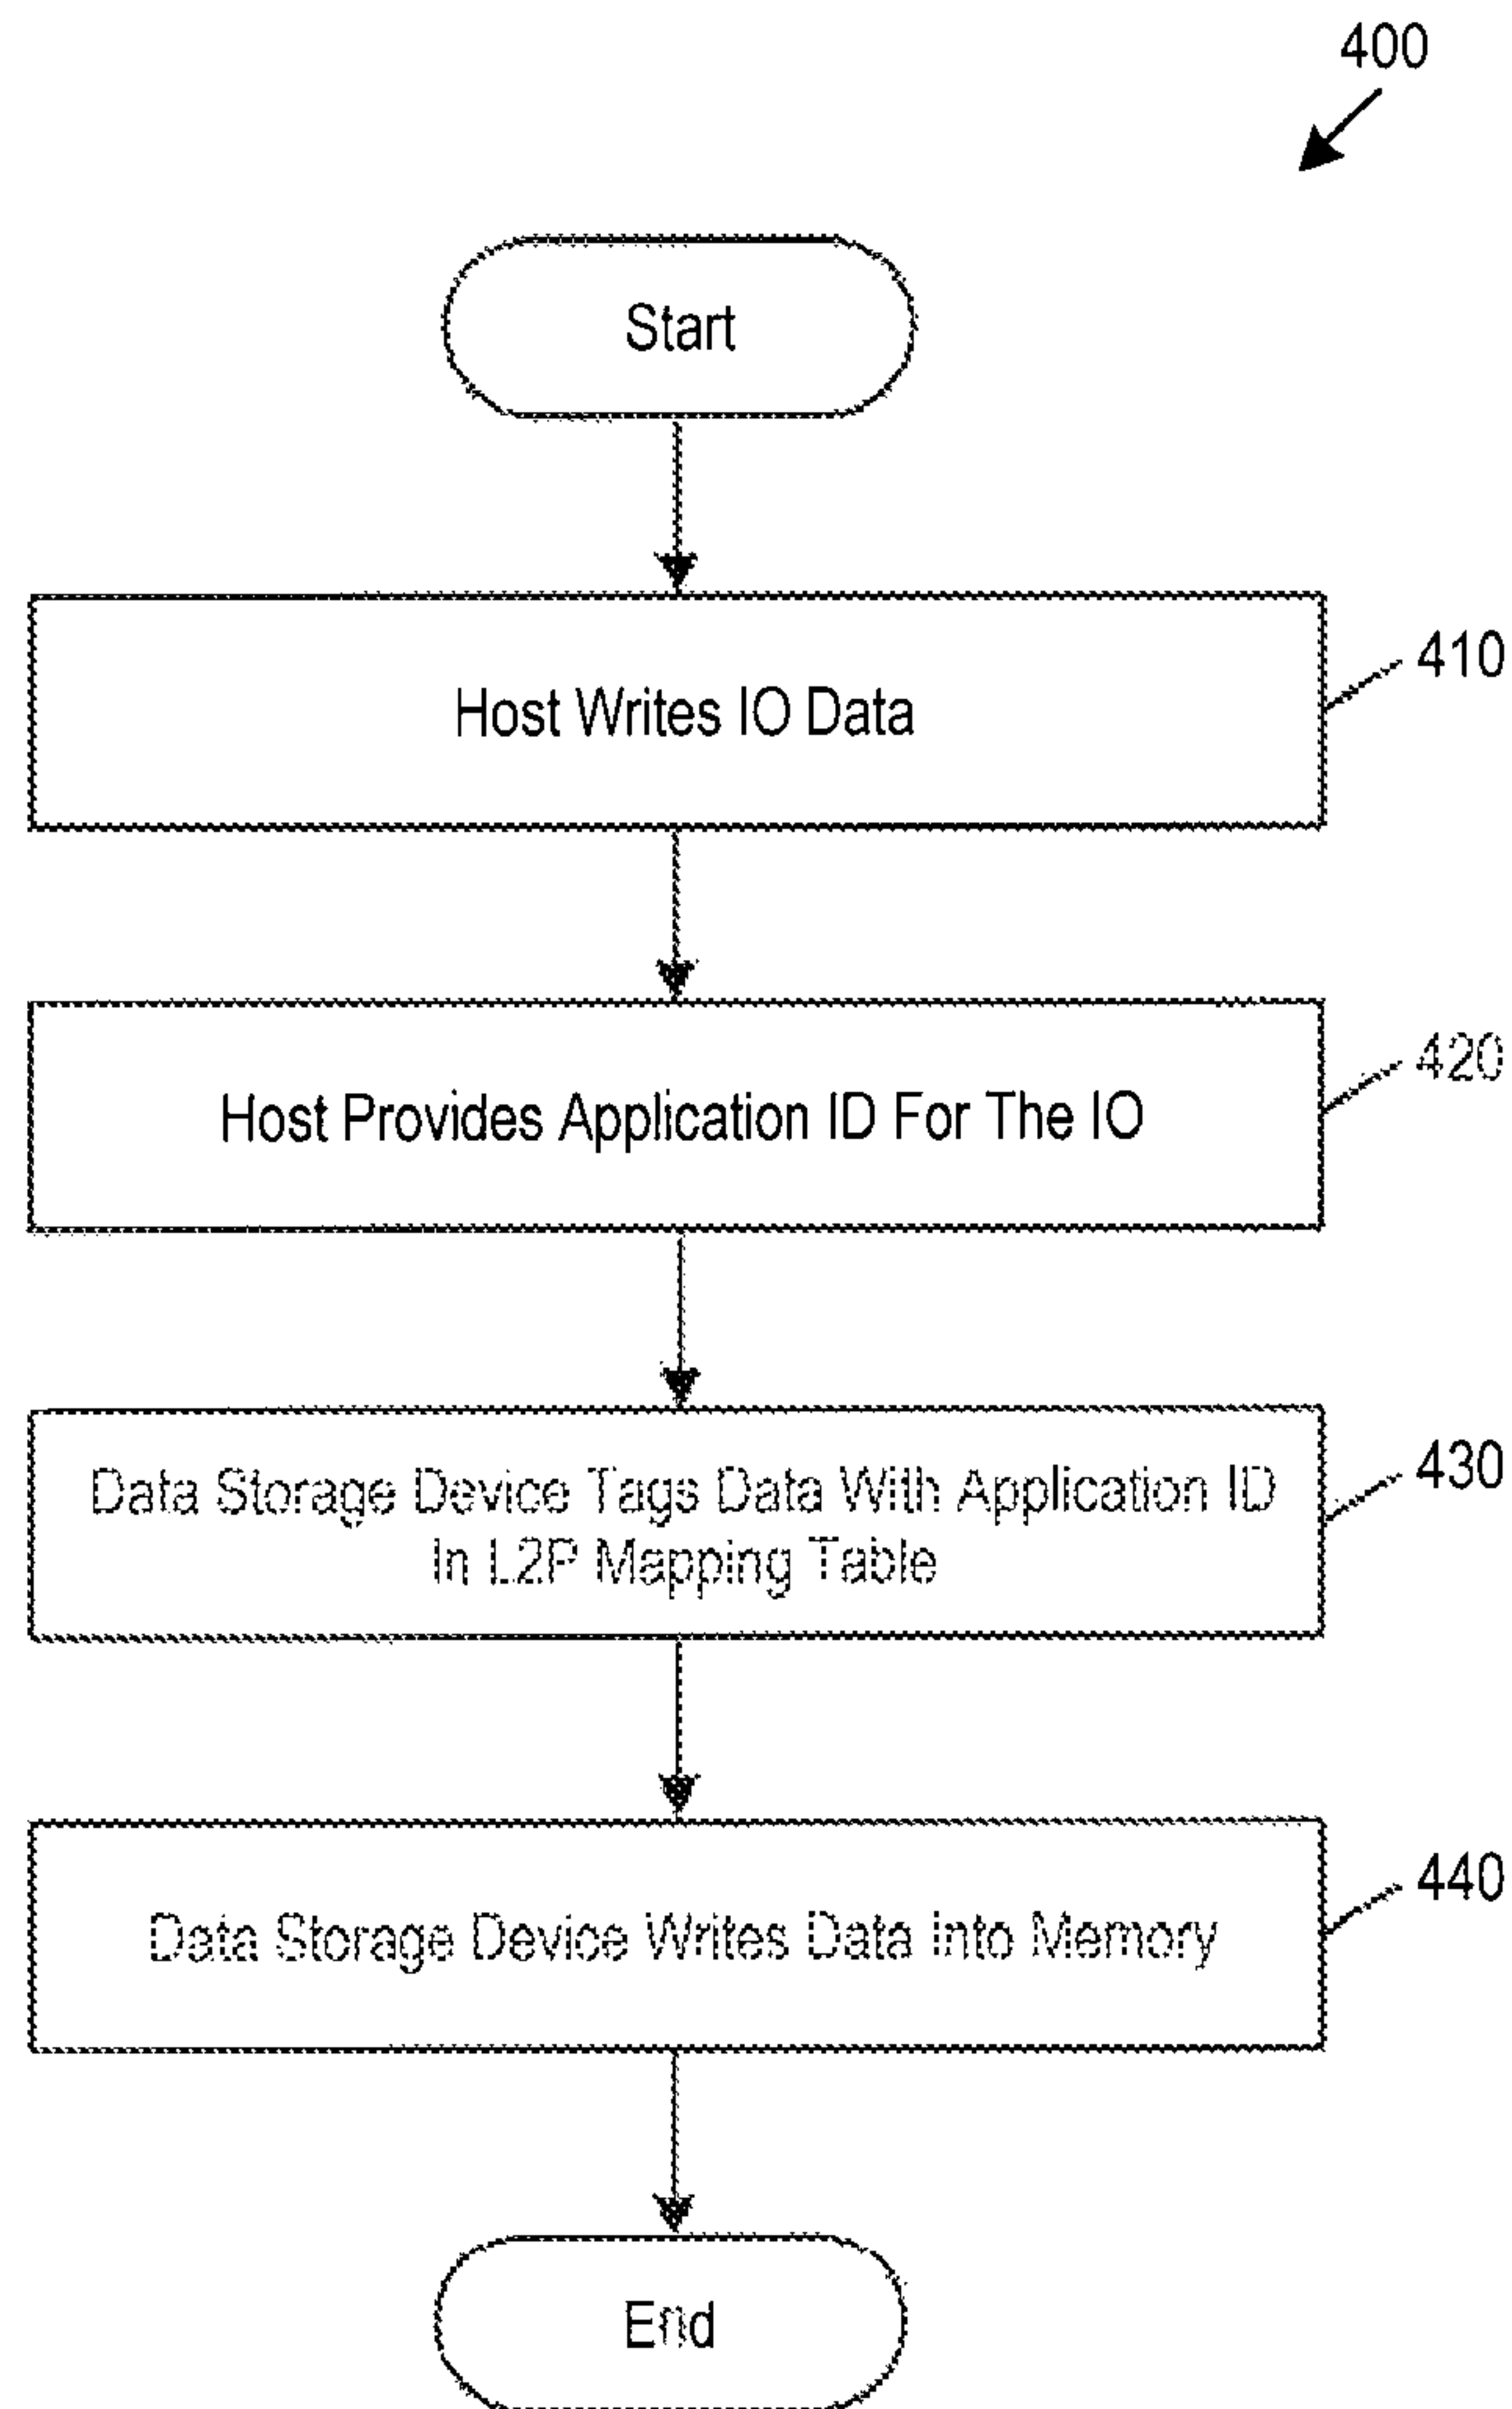 400
Start
Host Writes IO Data
410
Host Provides Application ID For The IO
420
Data Storage Device Tags Data With Application ID
In L2P Mapping Table
430
Data Storage Device Writes Data Into Memory
440
End